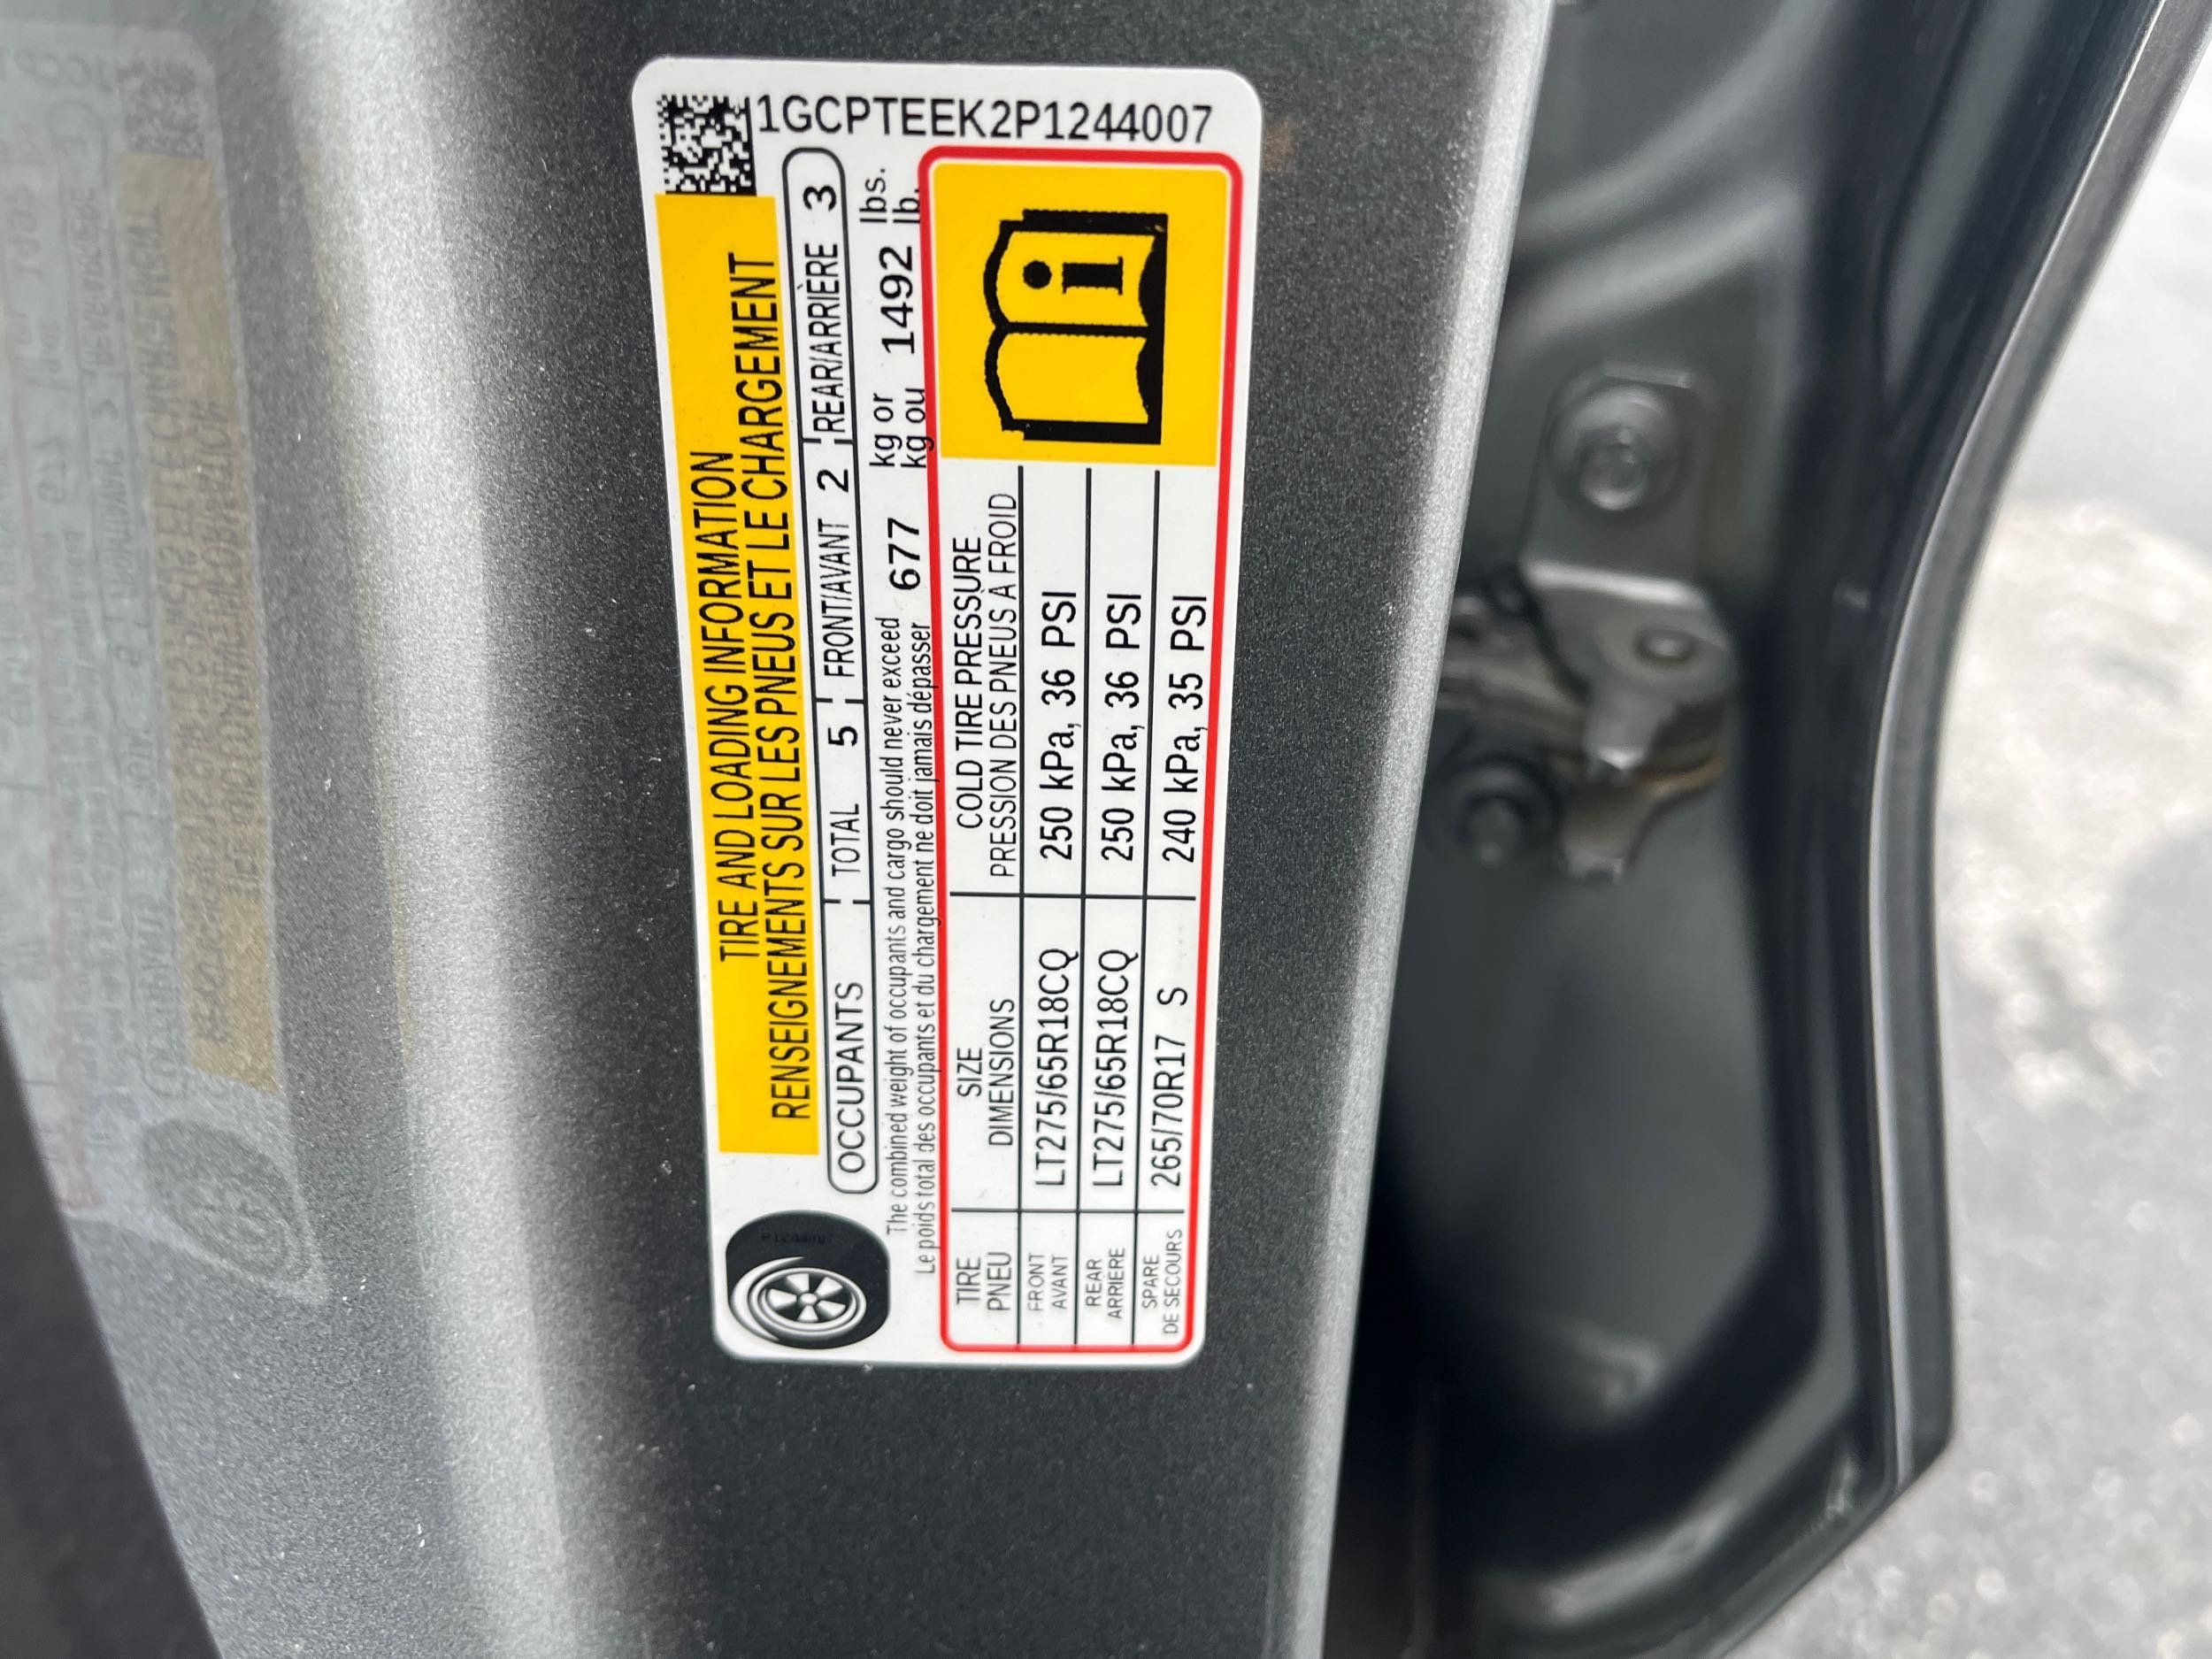 1GCPTEEK2P1244007
TIRE AND LOADING INFORMATION
RENSEIGNEMENTS SUR LES PNEUS ET LE CHARGEMENT
OCCUPANTS TOTAL 5 FRONT/AVANT 2 REAR/ARRIÈRE 3
The combined weight of occupants and cargo should never exceed 677 kg or 1492 lbs.
Le poids total des occupants et du chargement ne doit jamais dépasser kg ou lb.
TIRE SIZE COLD TIRE PRESSURE
PNEU DIMENSIONS PRESSION DES PNEUS À FROID
FRONT
AVANT LT275/65R18CQ 250 kPa, 36 PSI
REAR
ARRIERE LT275/65R18CQ 250 kPa, 36 PSI
SPARE
DE SECOURS 265/70R17 S 240 kPa, 35 PSI
i